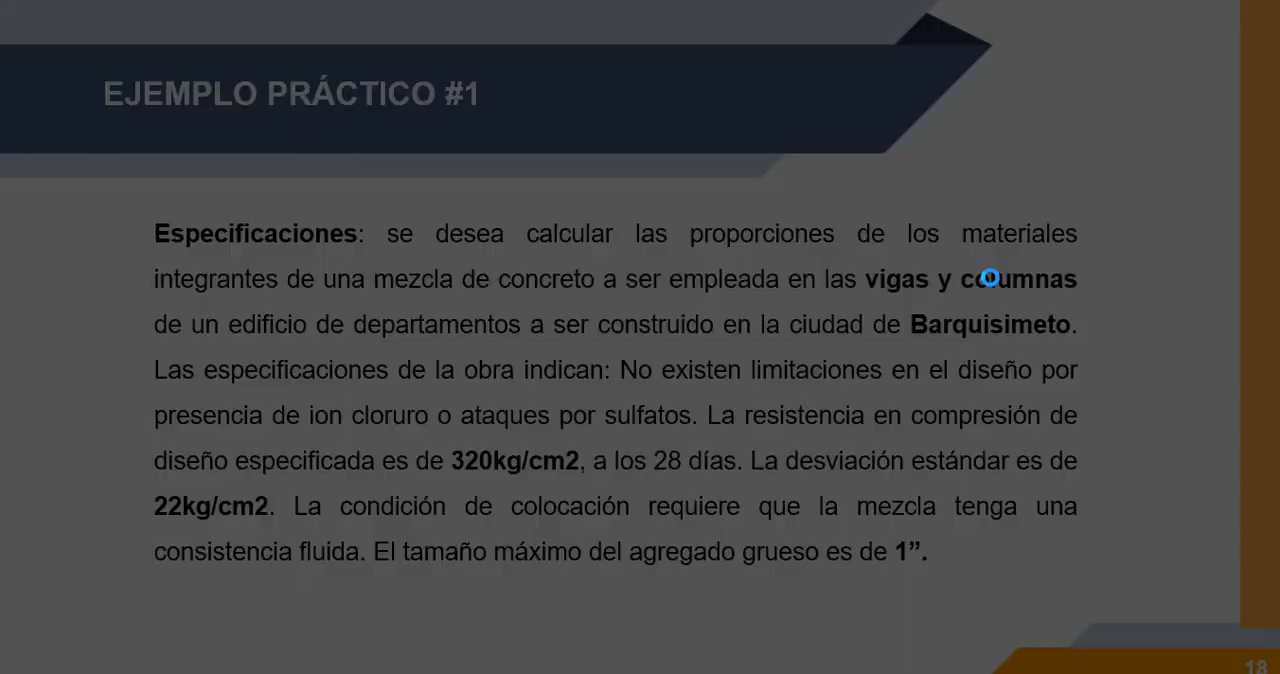 EJEMPLO PRÁCTICO #1
Especificaciones: se desea calcular las proporciones de los materiales
integrantes de una mezcla de concreto a ser empleada en las vigas y columnas
de un edificio de departamentos a ser construido en la ciudad de Barquisimeto.
Las especificaciones de la obra indican: No existen limitaciones en el diseño por
presencia de ion cloruro o ataques por sulfatos. La resistencia en compresión de
diseño especificada es de 320kg/cm2, a los 28 días. La desviación estándar es de
22kg/cm2. La condición de colocación requiere que la mezcla tenga una
consistencia fluida. El tamaño máximo del agregado grueso es de 1”.
18